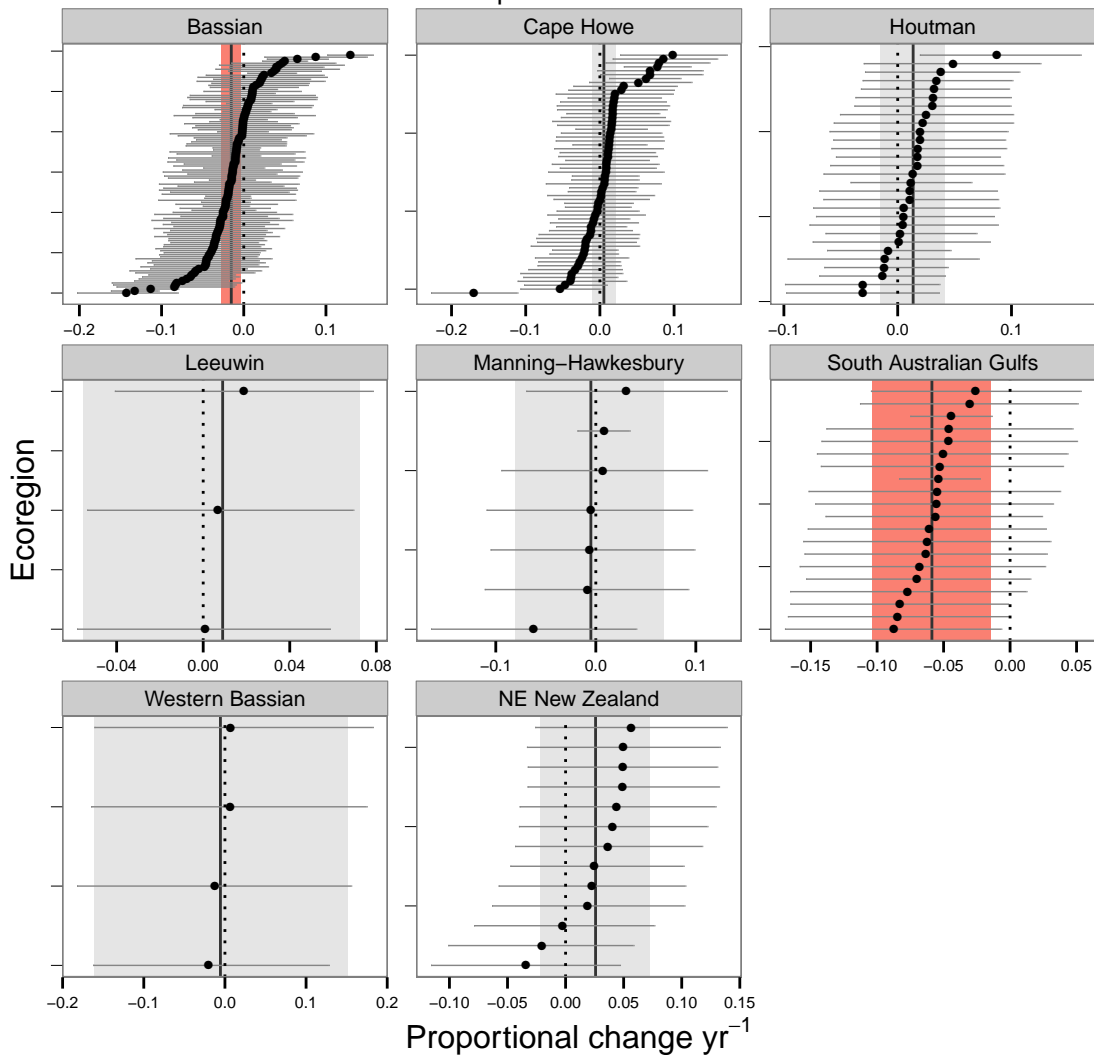 Bassian Cape Howe Houtman
−0.2 −0.1 0.0 0.1 −0.2 −0.1 0.0 0.1 −0.1 0.0 0.1
Leeuwin Manning−Hawkesbury South Australian Gulfs
−0.04 0.00 0.04 0.08 −0.1 0.0 0.1 −0.15 −0.10 −0.05 0.00 0.05
Western Bassian NE New Zealand
−0.2 −0.1 0.0 0.1 0.2 −0.10 −0.05 0.00 0.05 0.10 0.15
Ecoregion
Proportional change yr−1